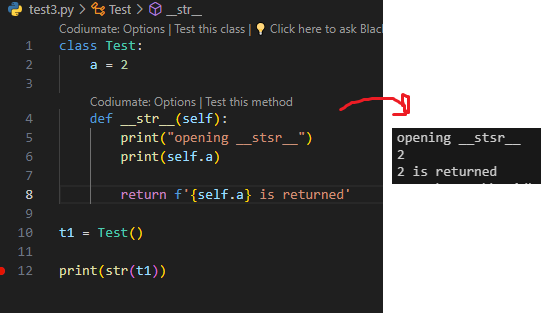 test3.py > Test > __str__
Codiumate: Options | Test this class | Click here to ask Blac
1 class Test:
2 a = 2
3
Codiumate: Options | Test this method
4 def __str__(self):
5 print("opening __stsr__")
6 print(self.a)
7
8 return f'{self.a} is returned'
9
10 t1 = Test()
11
12 print(str(t1))
opening __stsr__
2
2 is returned